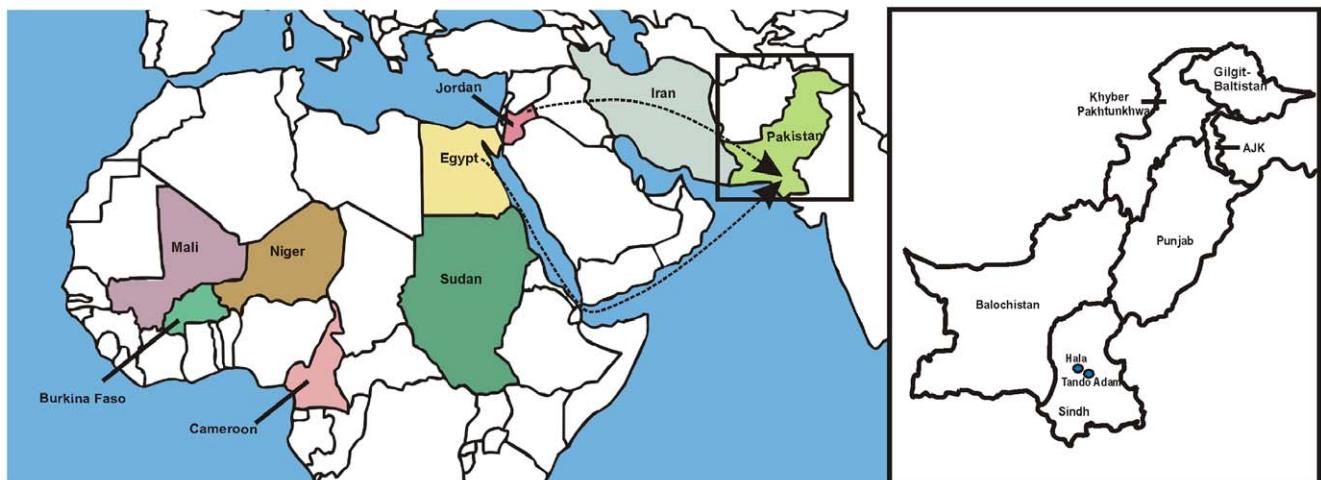 Jordan
Iran
Pakistan
Egypt
Mali
Niger
Sudan
Burkina Faso
Cameroon
Gilgit-
Baltistan
Khyber
Pakhtunkhwa
AJK
Punjab
Balochistan
Hala
Tando Adam
Sindh